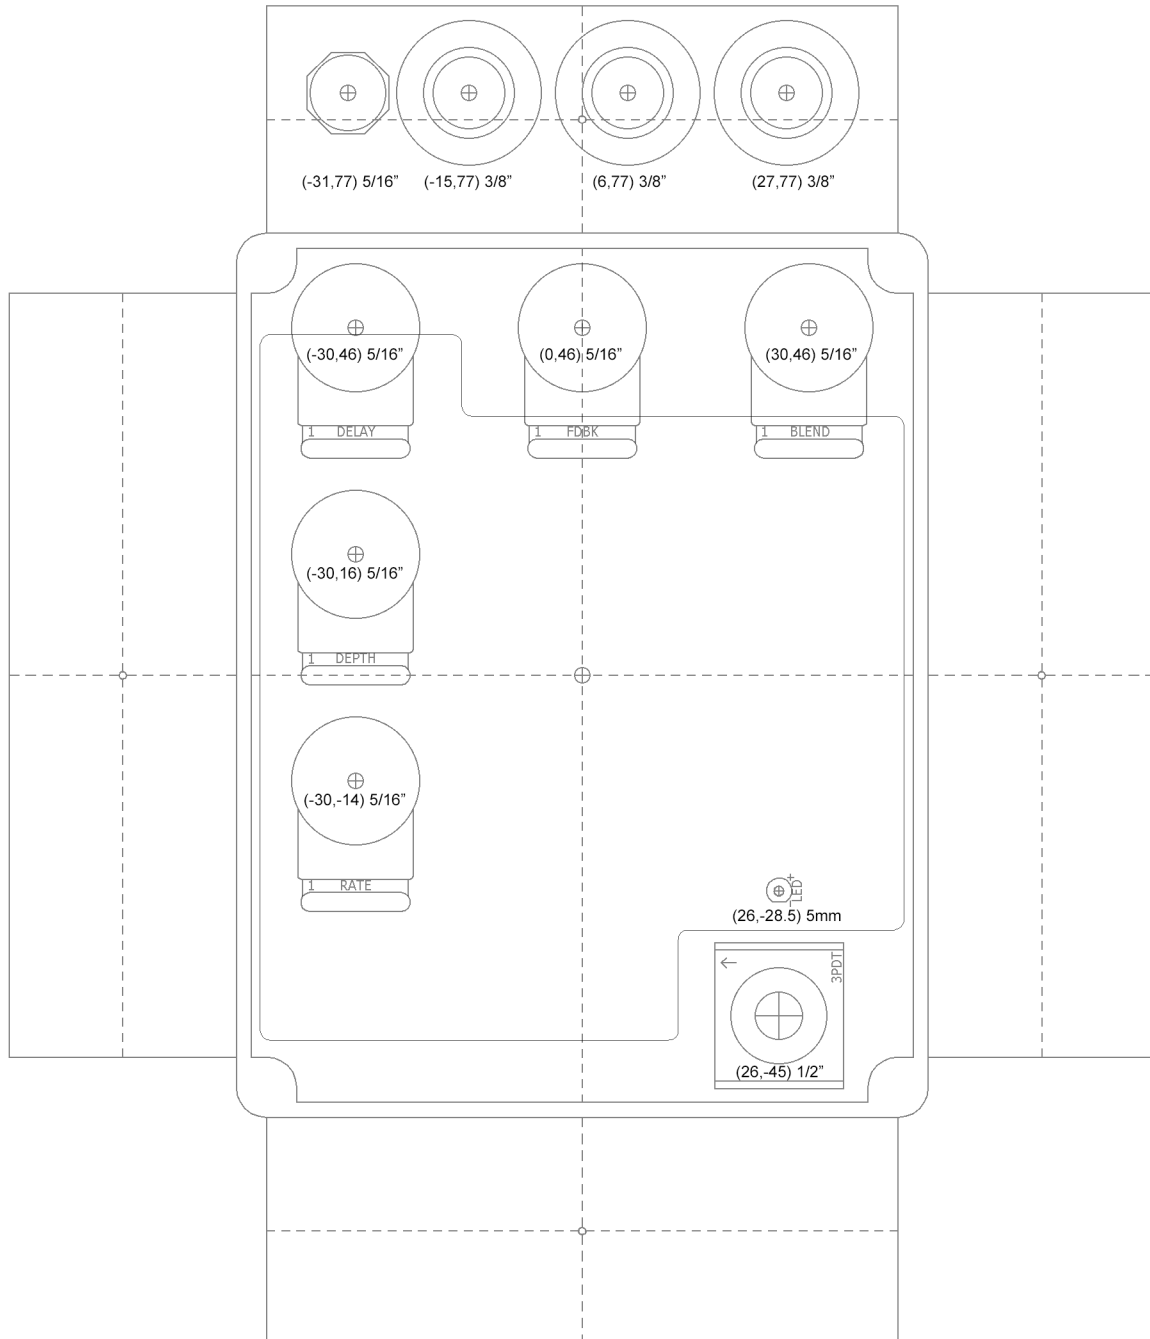 (-31,77) 5/16” (-15,77) 3/8” (6,77) 3/8” (27,77) 3/8”
(-30,46) 5/16” (0,46) 5/16” (30,46) 5/16”
1 DELAY 1 FDBK 1 BLEND
(-30,16) 5/16”
1 DEPTH
(-30,-14) 5/16”
1 RATE
-LED+
(26,-28.5) 5mm
3PDT
(26,-45) 1/2”